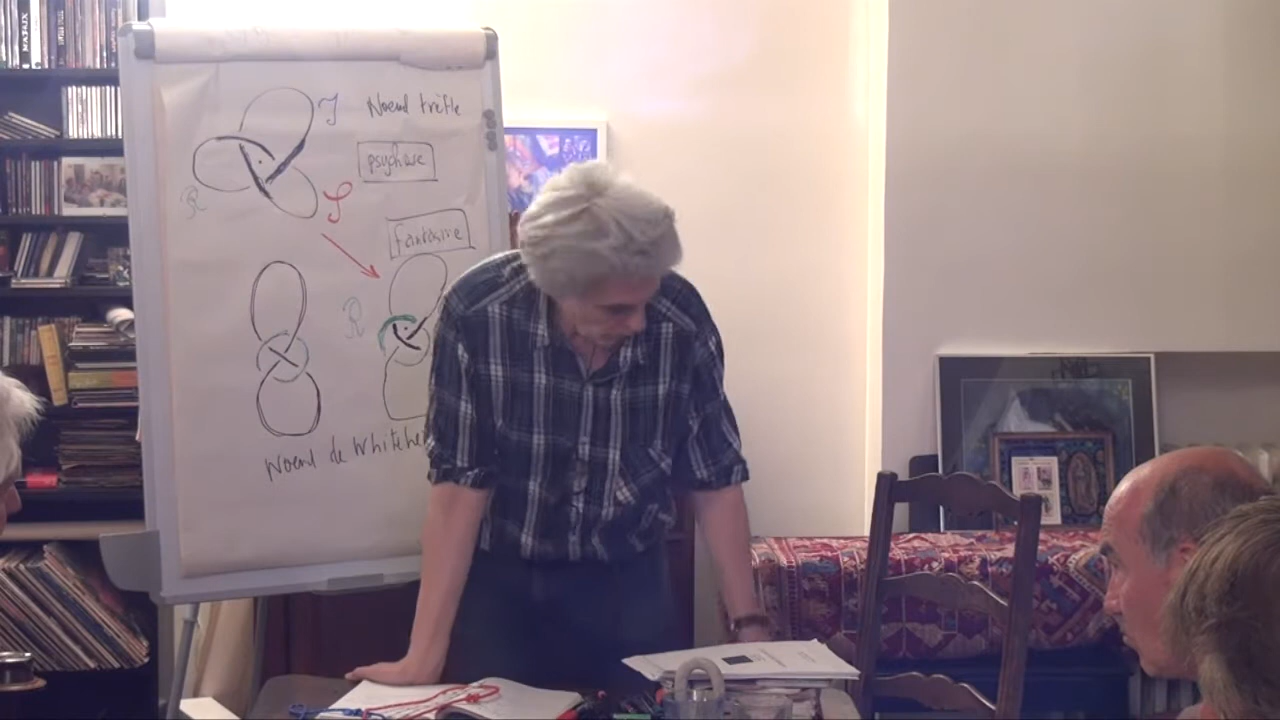 J Noeud trèfle
psychose
R
S
fantasme
R
Noeud de Whitehe